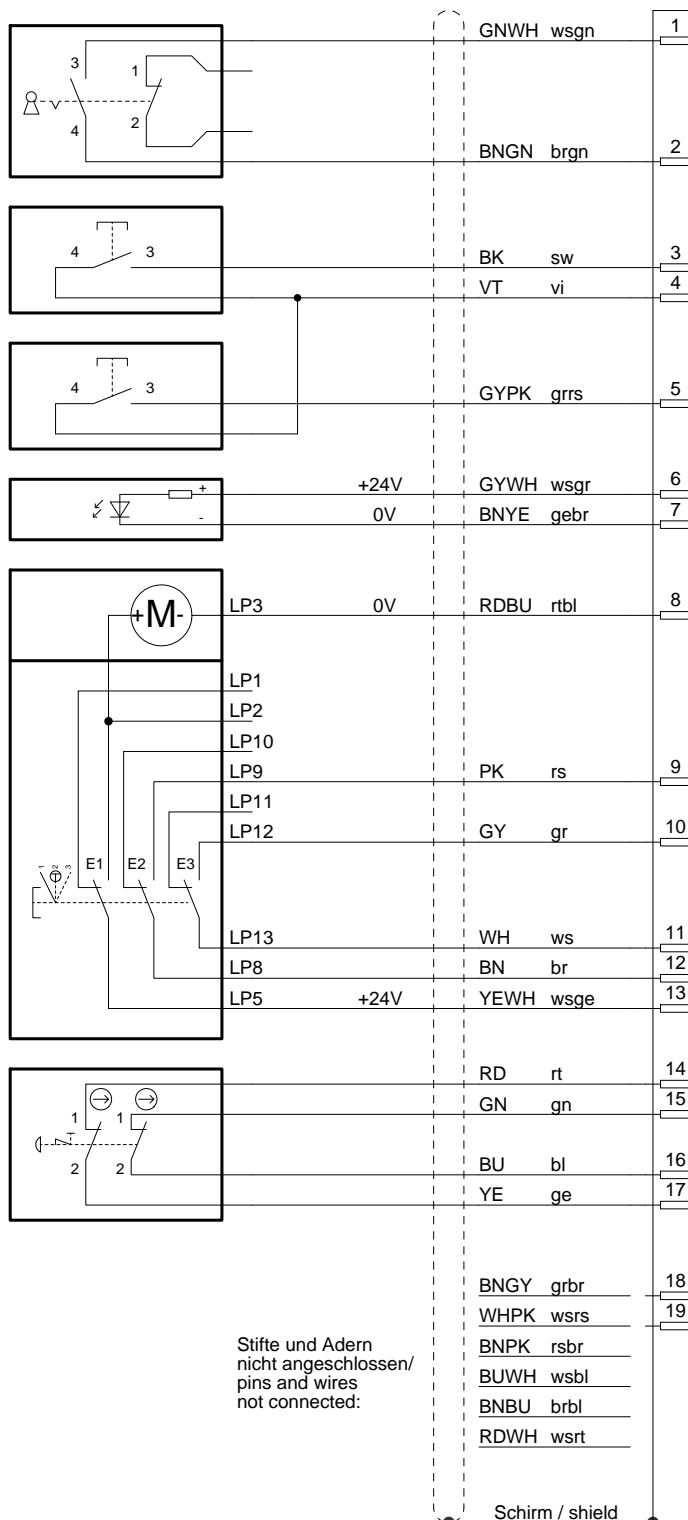 GNWH wsgn 1
3 1
4 2
BNGN brgn 2
4 3 BK sw 3
VT vi 4
4 3 GYPK grrs 5
+ +24V GYWH wsgr 6
- 0V BNYE gebr 7
+M- LP3 0V RDBU rtbl 8
LP1
LP2
LP10
LP9 PK rs 9
LP11
LP12 GY gr 10
1 2 3 E1 E2 E3
LP13 WH ws 11
LP8 BN br 12
LP5 +24V YEWH wsge 13
RD rt 14
GN gn 15
1 1
2 2
BU bl 16
YE ge 17
BNGY grbr 18
WHPK wsrs 19
Stifte und Adern
nicht angeschlossen/
pins and wires
not connected:
BNPK rsbr
BUWH wsbl
BNBU brbl
RDWH wsrt
Schirm / shield